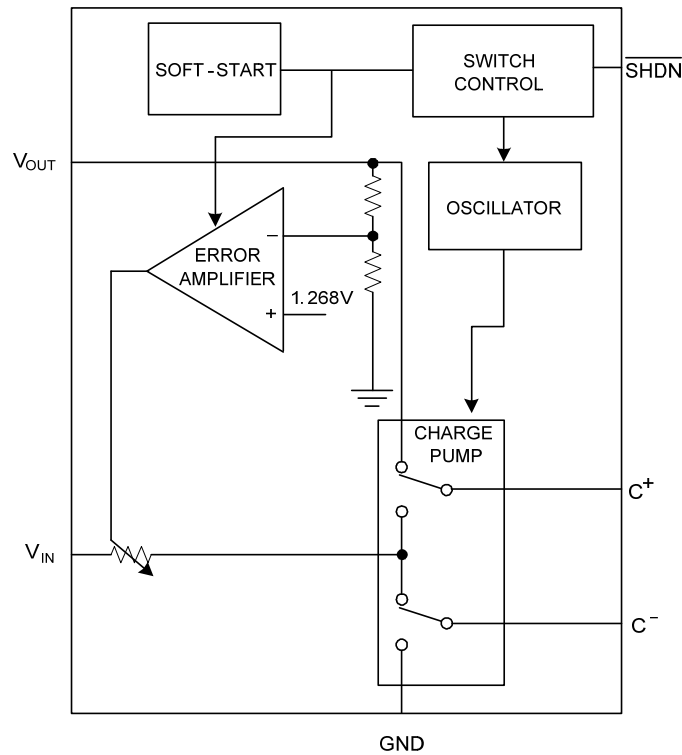 SOFT-START
SWITCH
CONTROL
SHDN
VOUT
OSCILLATOR
−
ERROR
AMPLIFIER
1.268V
+
CHARGE
PUMP
C+
VIN
C−
GND